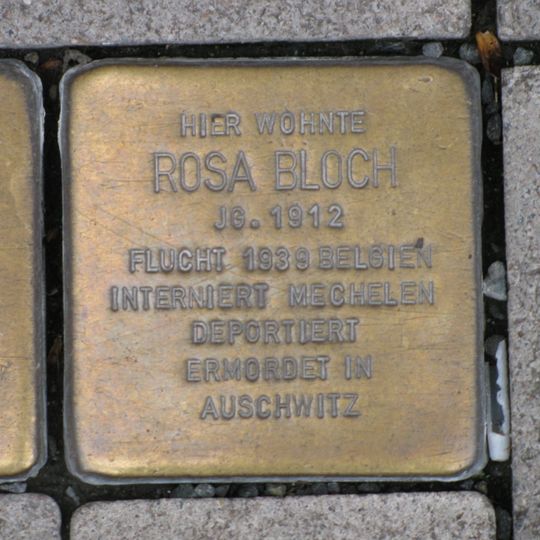 HIER WOHNTE
ROSA BLOCH
JG. 1912
FLUCHT 1939 BELGIEN
INTERNIERT MECHELEN
DEPORTIERT
ERMORDET IN
AUSCHWITZ